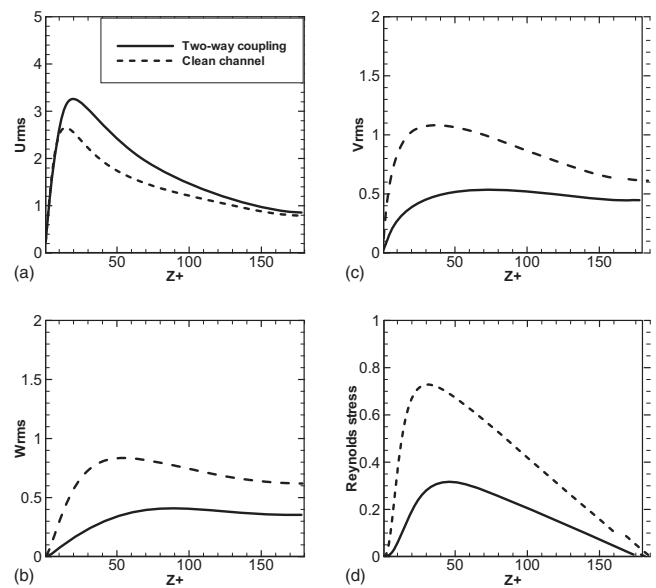 Two-way coupling
Clean channel
5
4
3
2
1
0
Urms
50
100
150
Z+
(a)
2
1.5
1
0.5
0
Vrms
50
100
150
Z+
(c)
2
1.5
1
0.5
0
Wrms
50
100
150
Z+
(b)
1
0.8
0.6
0.4
0.2
0
Reynolds stress
50
100
150
Z+
(d)